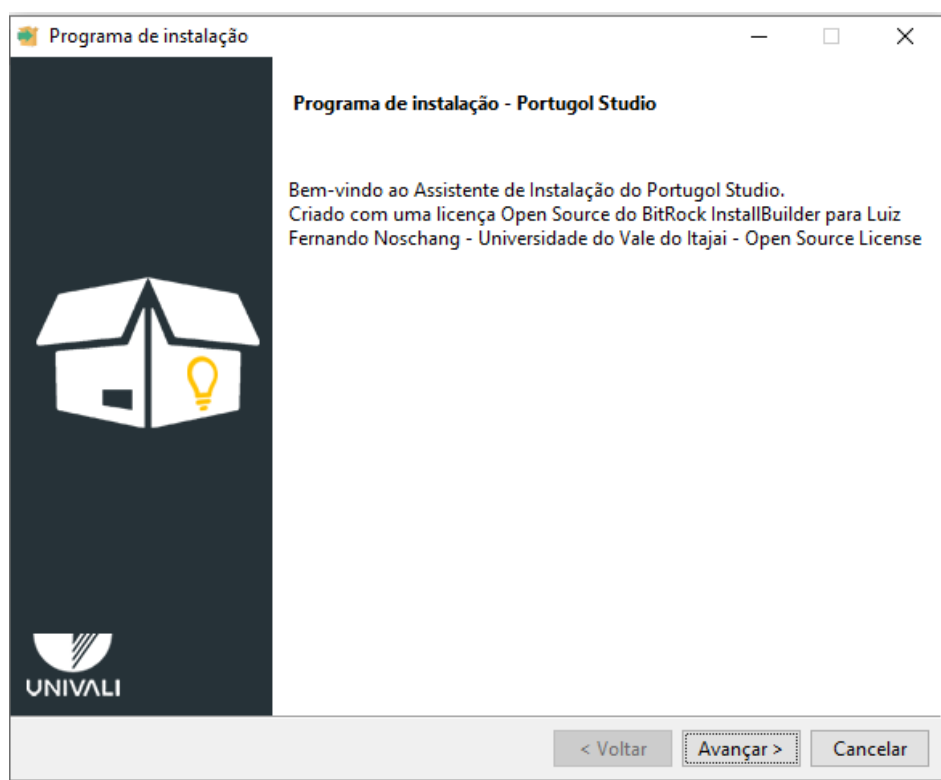 Programa de instalação
Programa de instalação - Portugol Studio
Bem-vindo ao Assistente de Instalação do Portugol Studio.
Criado com uma licença Open Source do BitRock InstallBuilder para Luiz
Fernando Noschang - Universidade do Vale do Itajai - Open Source License
UNIVALI
< Voltar
Avançar >
Cancelar